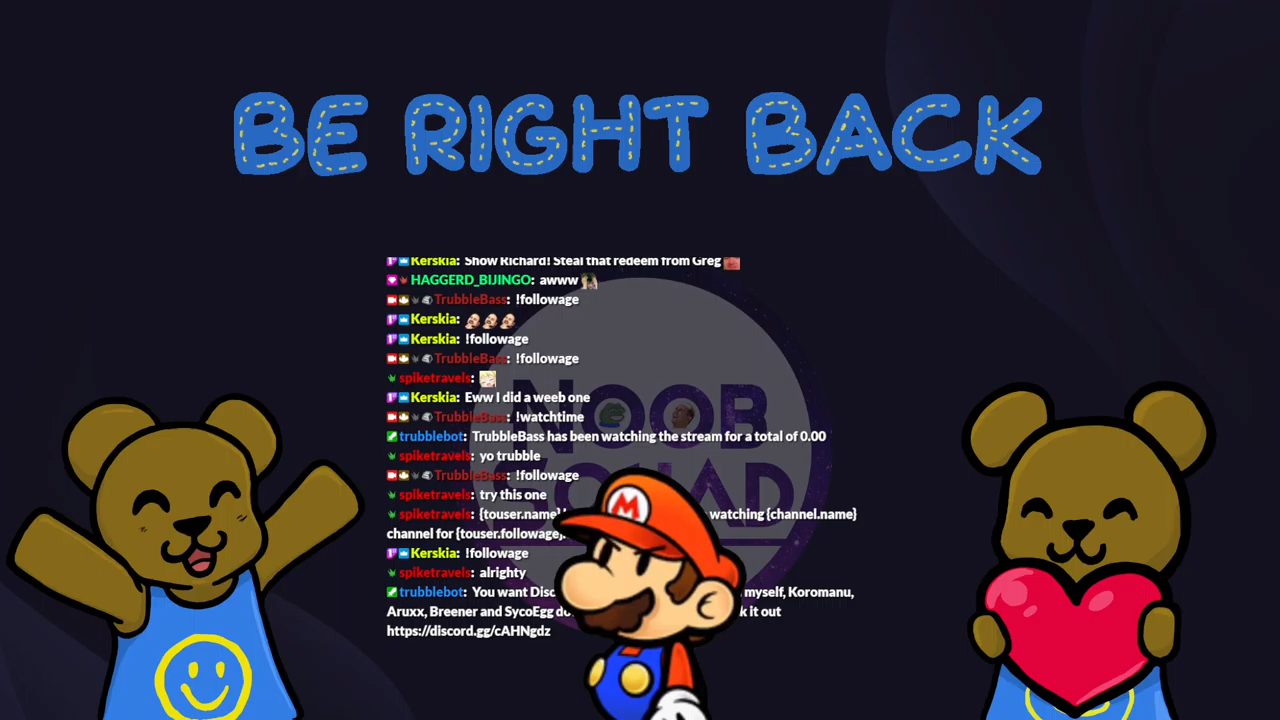 BE RIGHT BACK
Kerskia: Show Richard! Steal that redeem from Greg
HAGGERD_BIJINGO: awww
TrubbleBass: !followage
Kerskia:
Kerskia: !followage
TrubbleBass: !followage
spiketravels:
Kerskia: Eww I did a weeb one
TrubbleBass: !watchtime
trubblebot: TrubbleBass has been watching the stream for a total of 0.00
spiketravels: yo trubble
TrubbleBass: !followage
spiketravels: try this one
spiketravels: {touser.name} watching {channel.name}
channel for {touser.followage}
Kerskia: !followage
spiketravels: alrighty
trubblebot: You want myself, Koromanu,
Aruxx, Breener and SycoEgg it out
https://discord.gg/cAHNgdz
NOOB
SQUAD
M